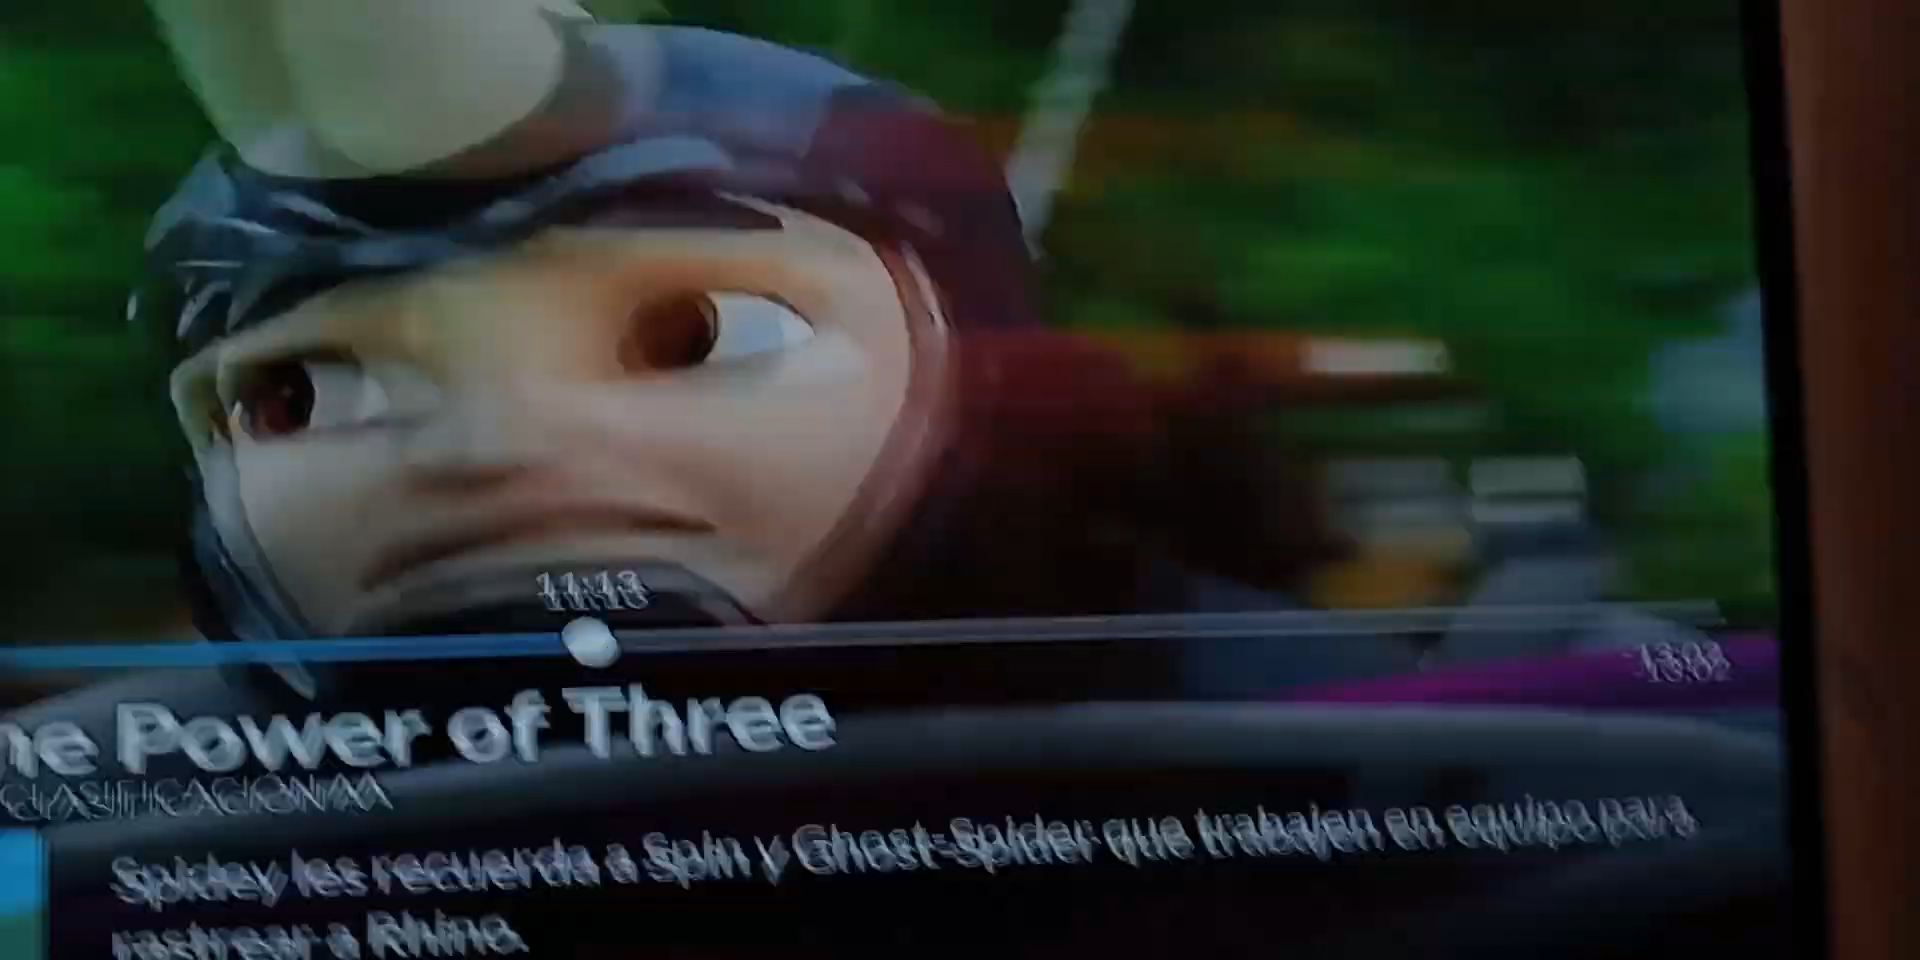 11:13
-13:02
he Power of Three
CLASIFICACIÓN AA
Spidey les recuerda a Spin y Ghost-Spider que trabajen en equipo para
rastrear a Rhino.